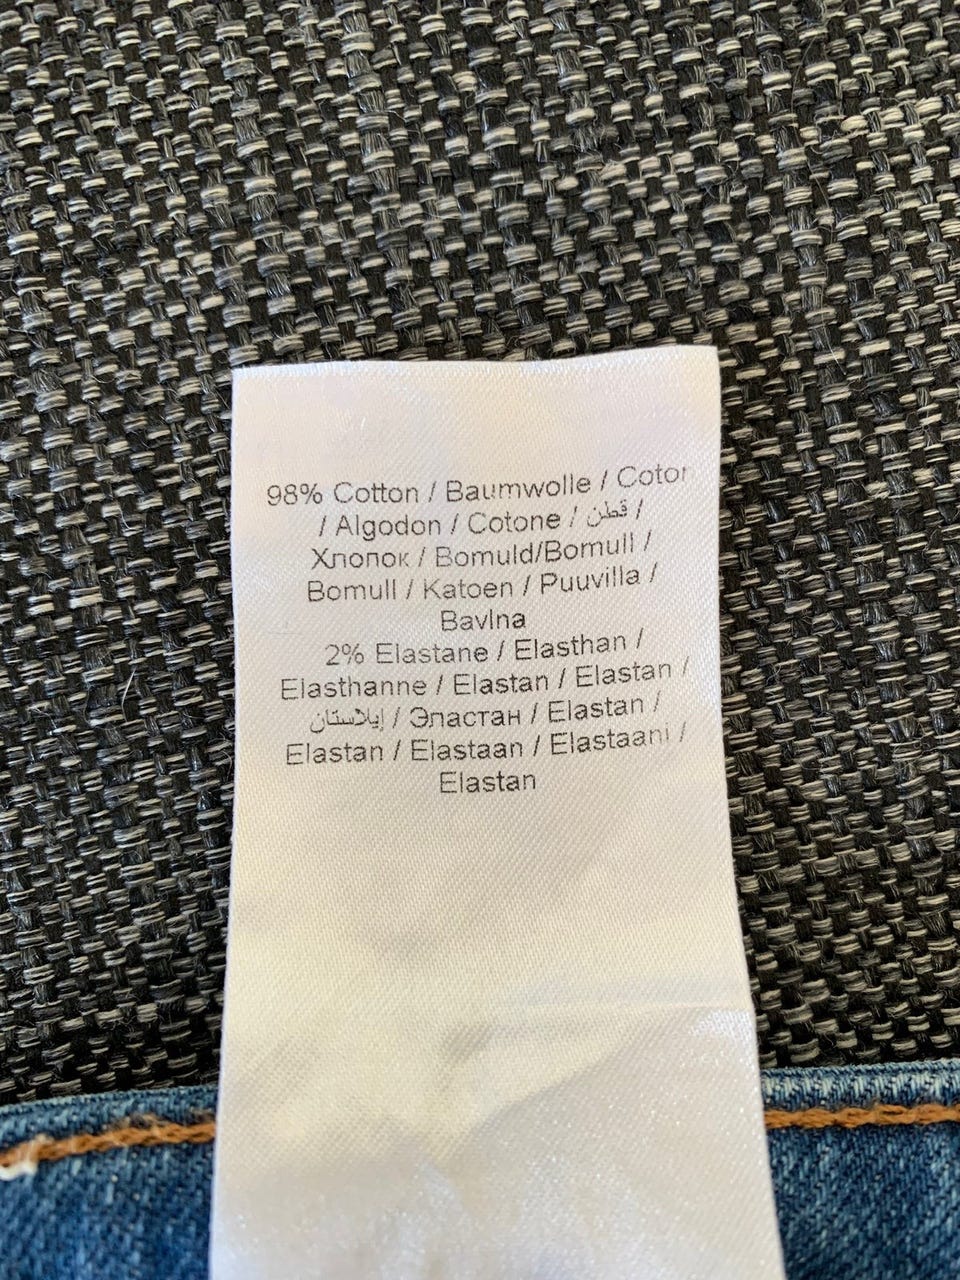 98% Cotton / Baumwolle / Coton
/ Algodon / Cotone / قطن /
Хлопок / Bomuld/Bomull /
Bomull / Katoen / Puuvilla /
Bavlna
2% Elastane / Elasthan /
Elasthanne / Elastan / Elastan /
إيلاستان / Эластан / Elastan /
Elastan / Elastaan / Elastaani /
Elastan